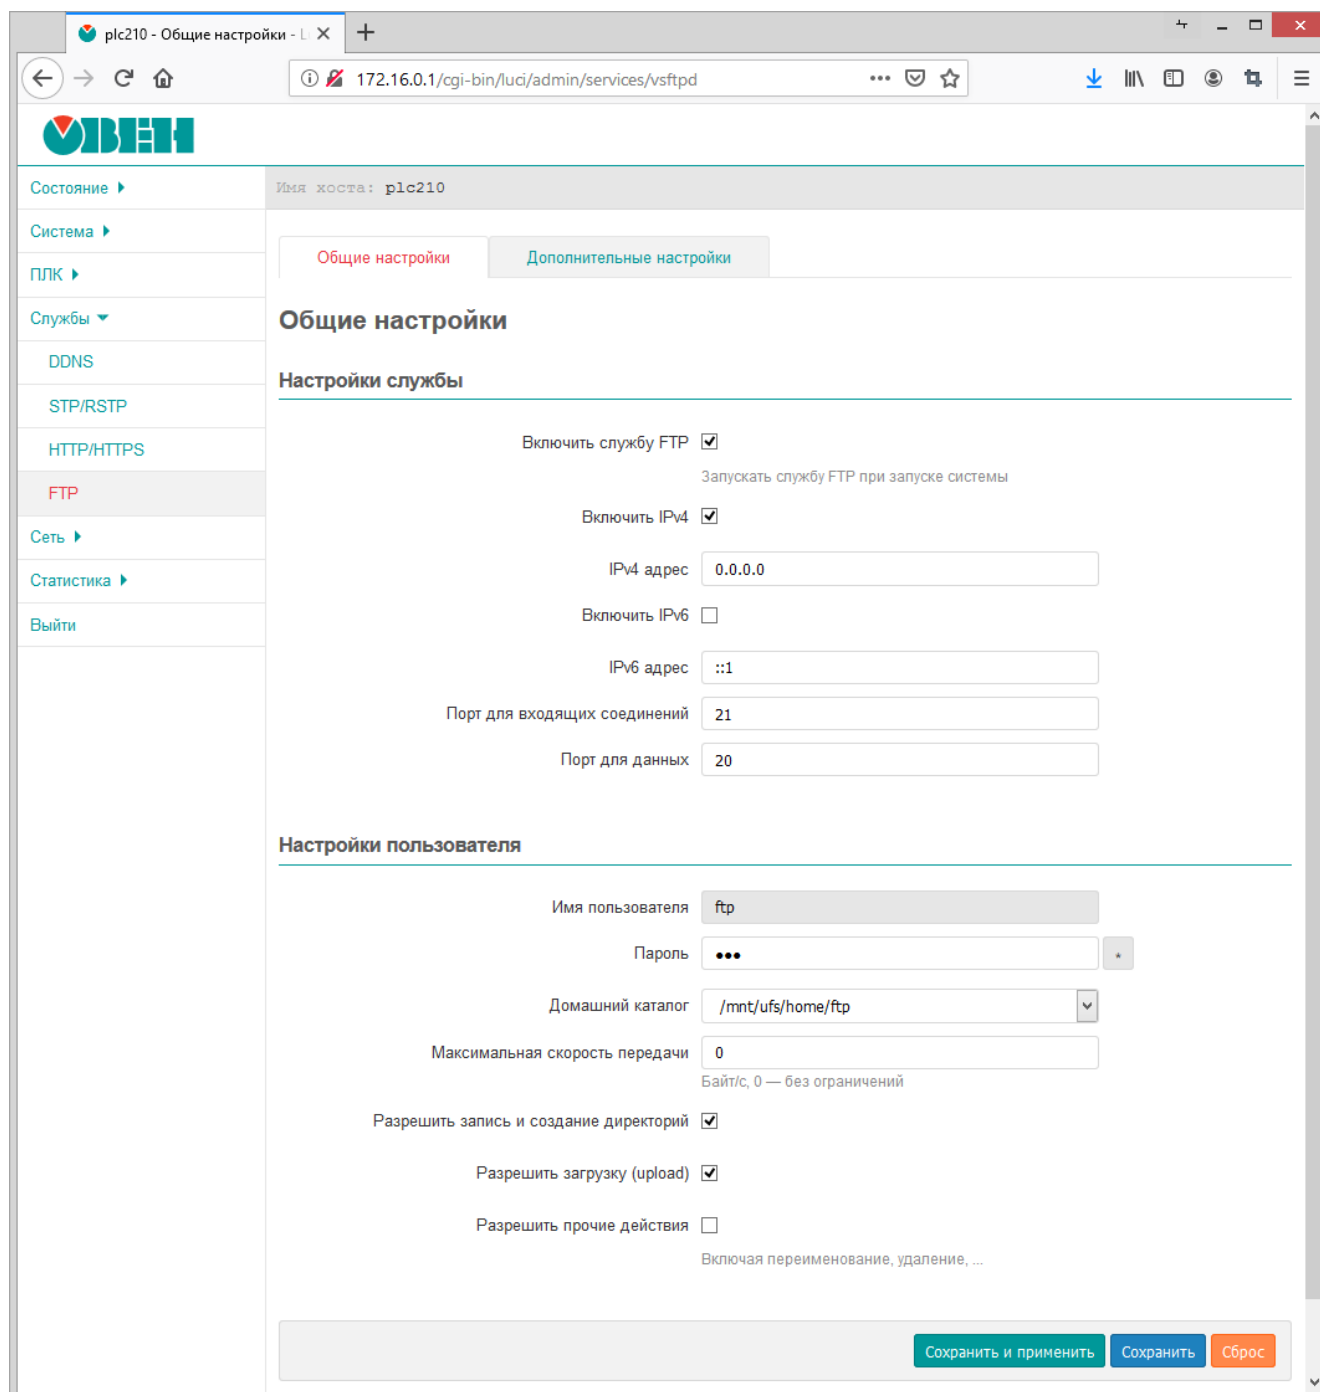 plc210 - Общие настройки - L
172.16.0.1/cgi-bin/luci/admin/services/vsftpd
ОВЕН
Состояние
Система
ПЛК
Службы
DDNS
STP/RSTP
HTTP/HTTPS
FTP
Сеть
Статистика
Выйти
Имя хоста: plc210
Общие настройки
Дополнительные настройки
Общие настройки
Настройки службы
Включить службу FTP
Запускать службу FTP при запуске системы
Включить IPv4
IPv4 адрес 0.0.0.0
Включить IPv6
IPv6 адрес ::1
Порт для входящих соединений 21
Порт для данных 20
Настройки пользователя
Имя пользователя ftp
Пароль ●●● *
Домашний каталог /mnt/ufs/home/ftp
Максимальная скорость передачи 0
Байт/с, 0 — без ограничений
Разрешить запись и создание директорий
Разрешить загрузку (upload)
Разрешить прочие действия
Включая переименование, удаление, ...
Сохранить и применить Сохранить Сброс